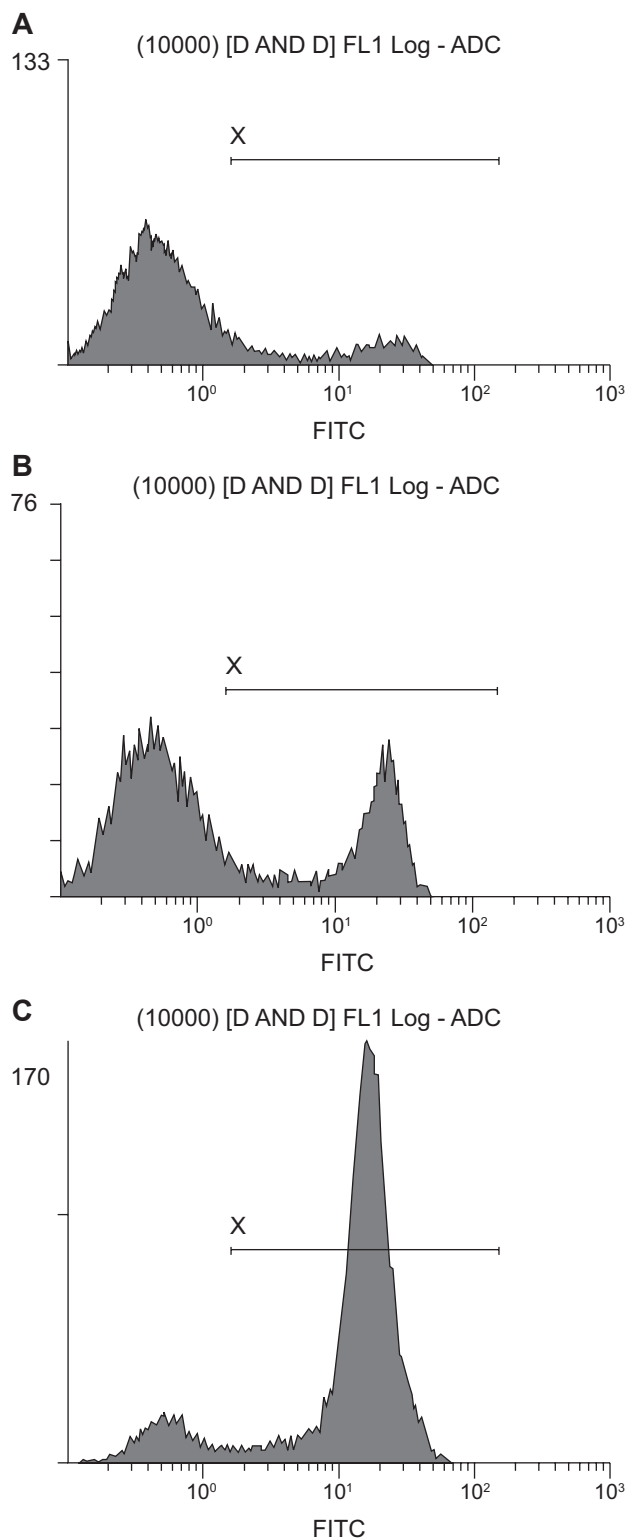 A
(10000) [D AND D] FL1 Log - ADC
133
X
10⁰ 10¹ 10² 10³
FITC
B
(10000) [D AND D] FL1 Log - ADC
76
X
10⁰ 10¹ 10² 10³
FITC
C
(10000) [D AND D] FL1 Log - ADC
170
X
10⁰ 10¹ 10² 10³
FITC